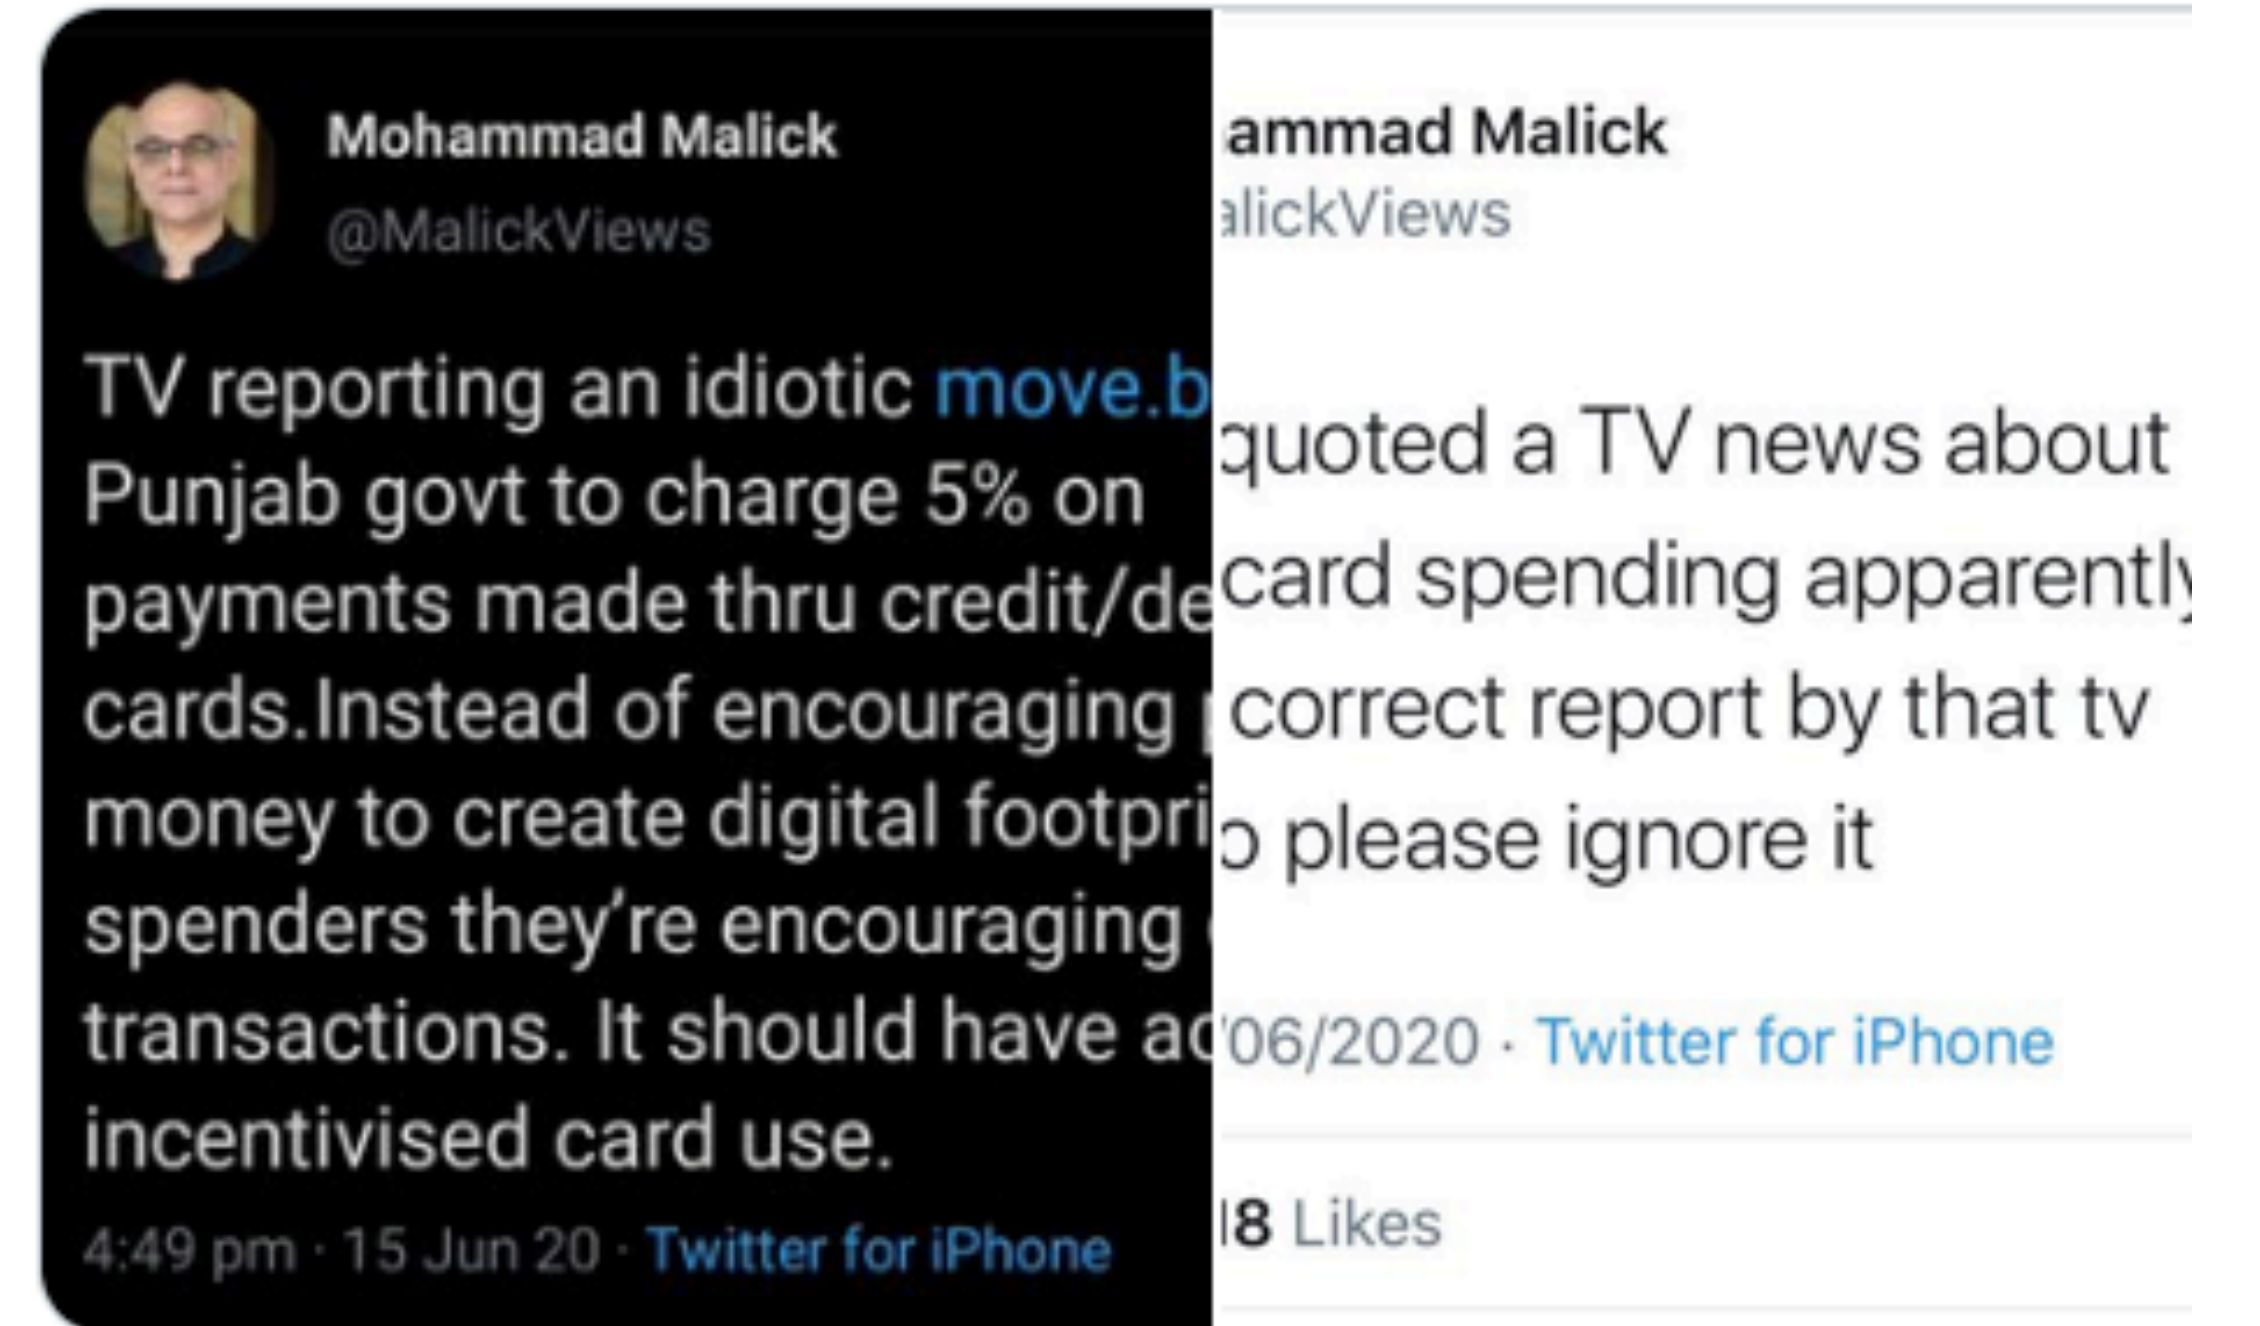 Mohammad Malick
@MalickViews
TV reporting an idiotic move.b
Punjab govt to charge 5% on
payments made thru credit/de
cards.Instead of encouraging
money to create digital footpri
spenders they're encouraging
transactions. It should have ac
incentivised card use.
4:49 pm · 15 Jun 20 · Twitter for iPhone
ammad Malick
alickViews
quoted a TV news about
card spending apparently
correct report by that tv
o please ignore it
/06/2020 · Twitter for iPhone
18 Likes